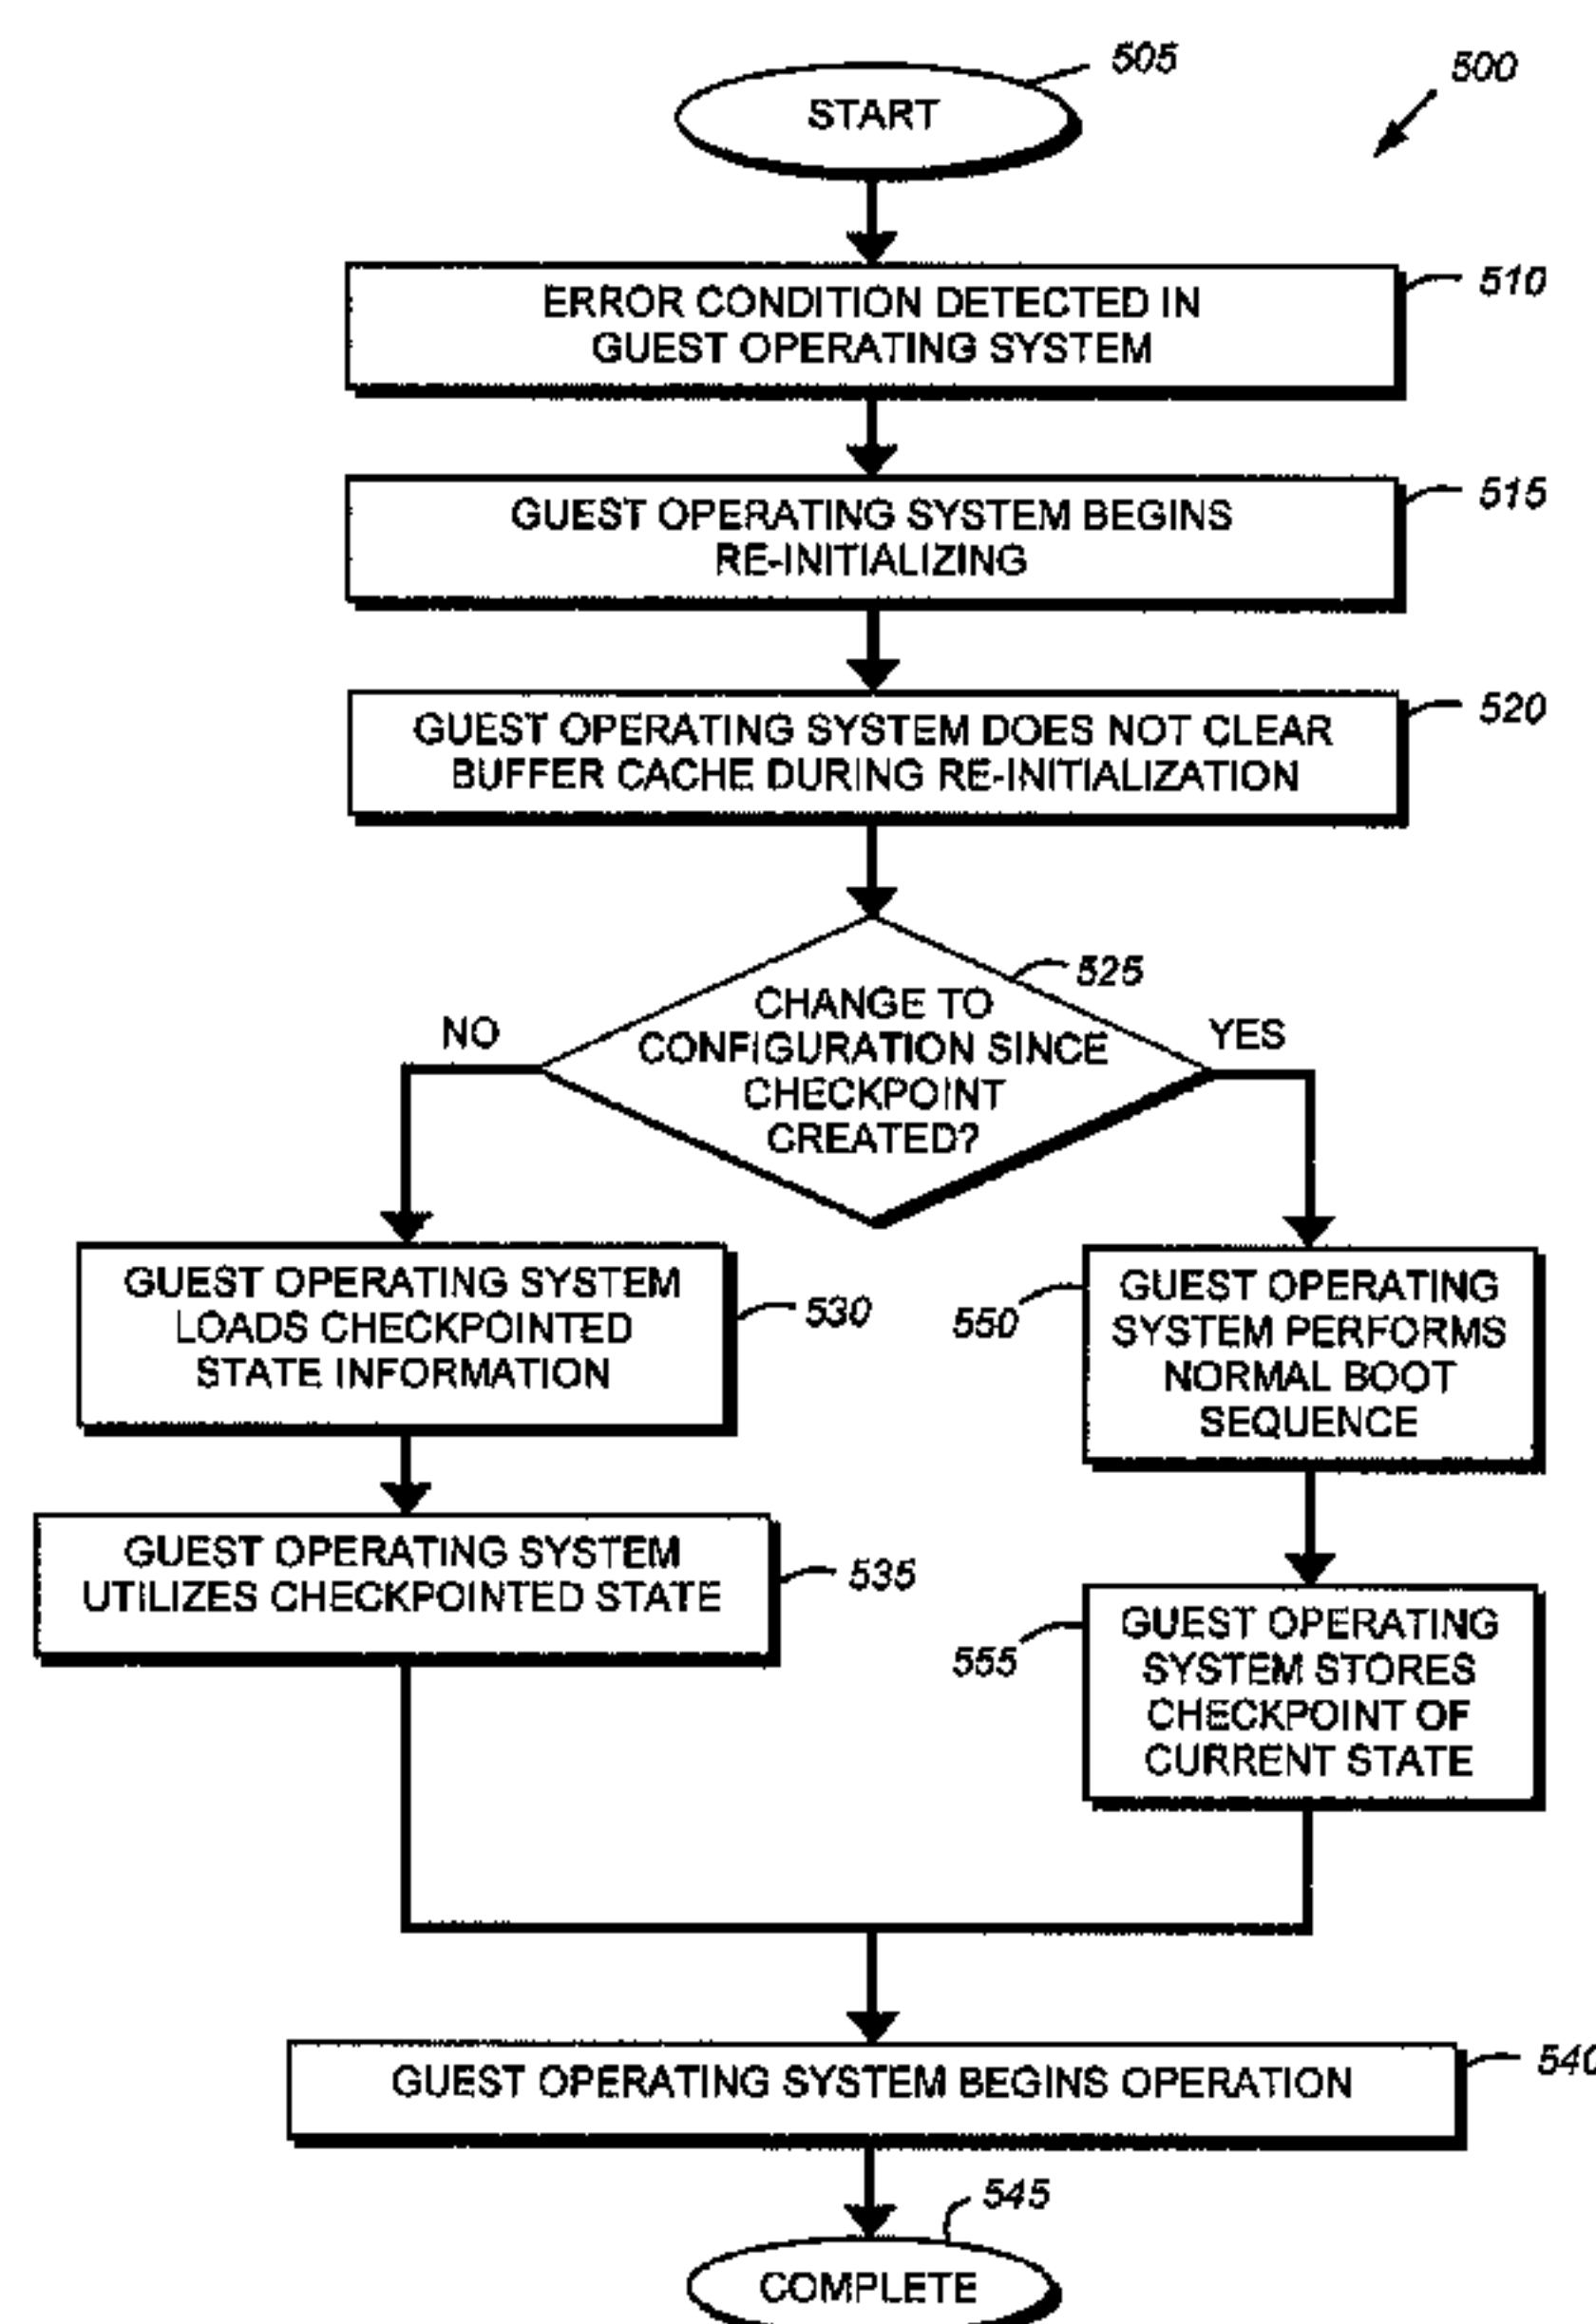 505
500
START
510
ERROR CONDITION DETECTED IN
GUEST OPERATING SYSTEM
515
GUEST OPERATING SYSTEM BEGINS
RE-INITIALIZING
520
GUEST OPERATING SYSTEM DOES NOT CLEAR
BUFFER CACHE DURING RE-INITIALIZATION
525
CHANGE TO
CONFIGURATION SINCE
CHECKPOINT
CREATED?
NO
YES
GUEST OPERATING SYSTEM
LOADS CHECKPOINTED
STATE INFORMATION
530
550
GUEST OPERATING
SYSTEM PERFORMS
NORMAL BOOT
SEQUENCE
GUEST OPERATING SYSTEM
UTILIZES CHECKPOINTED STATE
535
555
GUEST OPERATING
SYSTEM STORES
CHECKPOINT OF
CURRENT STATE
GUEST OPERATING SYSTEM BEGINS OPERATION
540
545
COMPLETE